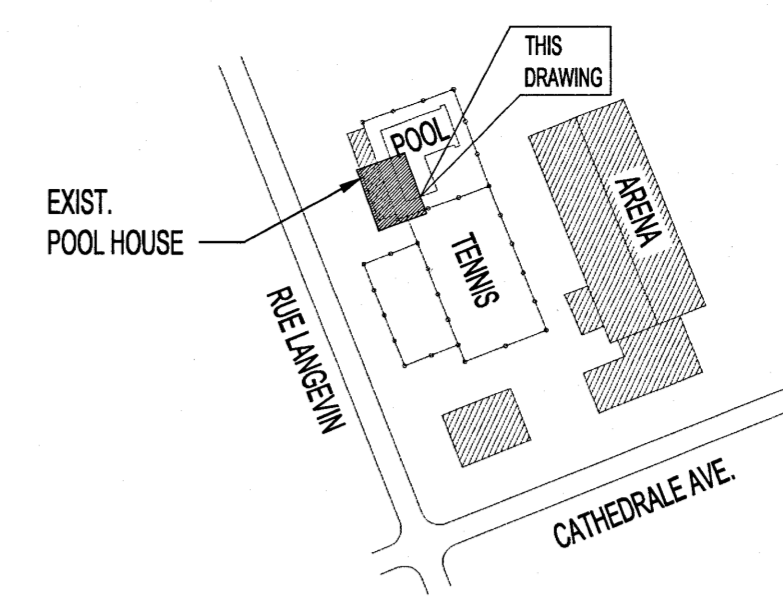 THIS
DRAWING
POOL
EXIST.
POOL HOUSE
ARENA
TENNIS
RUE LANGEVIN
CATHEDRALE AVE.